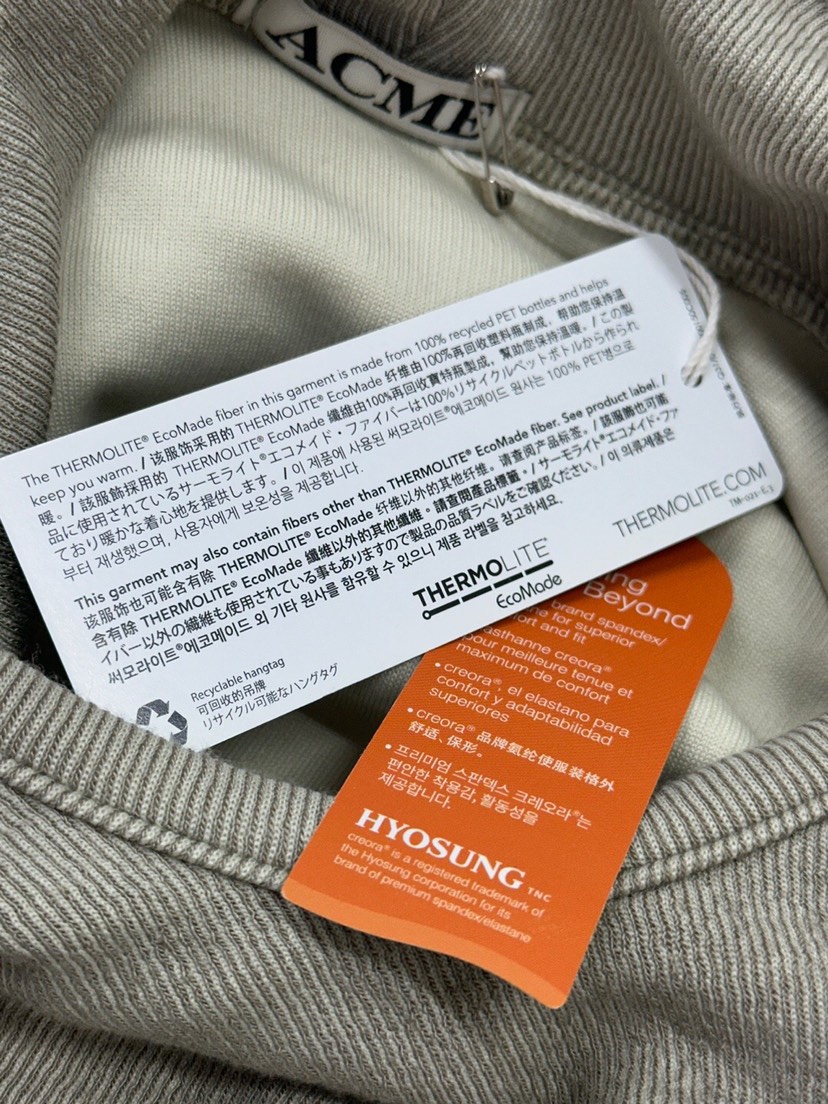 ACME
The THERMOLITE® EcoMade fiber in this garment is made from 100% recycled PET bottles and helps
keep you warm. / 该服饰采用的 THERMOLITE® EcoMade 纤维由100%再回收塑料瓶制成，帮助您保持温
暖。/ 該服飾採用的 THERMOLITE® EcoMade 纖維由100%再回收寶特瓶製成，幫助您保持溫暖。/ この製
品に使用されているサーモライト®エコメイド・ファイバーは100%リサイクルペットボトルから作られ
ており暖かな着心地を提供します。/ 이 제품에 사용된 써모라이트®에코메이드 원사는 100% PET병으로
부터 재생했으며, 사용자에게 보온성을 제공합니다.
This garment may also contain fibers other than THERMOLITE® EcoMade fiber. See product label. /
该服饰也可能含有除 THERMOLITE® EcoMade 纤维以外的其他纤维。请查阅产品标签。/ 該服飾也可能
含有除 THERMOLITE® EcoMade 纖維以外的其他纖維。請查閱產品標籤。/ サーモライト®エコメイド・ファ
イバー以外の繊維も使用されている事もありますので製品の品質ラベルをご確認ください。/ 이 의류제품은
써모라이트®에코메이드 외 기타 원사를 함유할 수 있으니 제품 라벨을 참고하세요.
THERMOLITE®
EcoMade
THERMOLITE.COM
TM-021-E3
Recyclable hangtag
可回收的吊牌
リサイクル可能なハングタグ
Beyond
brand spandex/
for superior
and fit
pour meilleure tenue et
maximum de confort
• creora®, el elastano para
confort y adaptabilidad
superiores
• creora® 品牌氨纶使服装格外
舒适、保形。
• 프리미엄 스판덱스 크레오라®는
편안한 착용감, 활동성을
제공합니다.
HYOSUNG TNC
creora® is a registered trademark of
the Hyosung corporation for its
brand of premium spandex/elastane